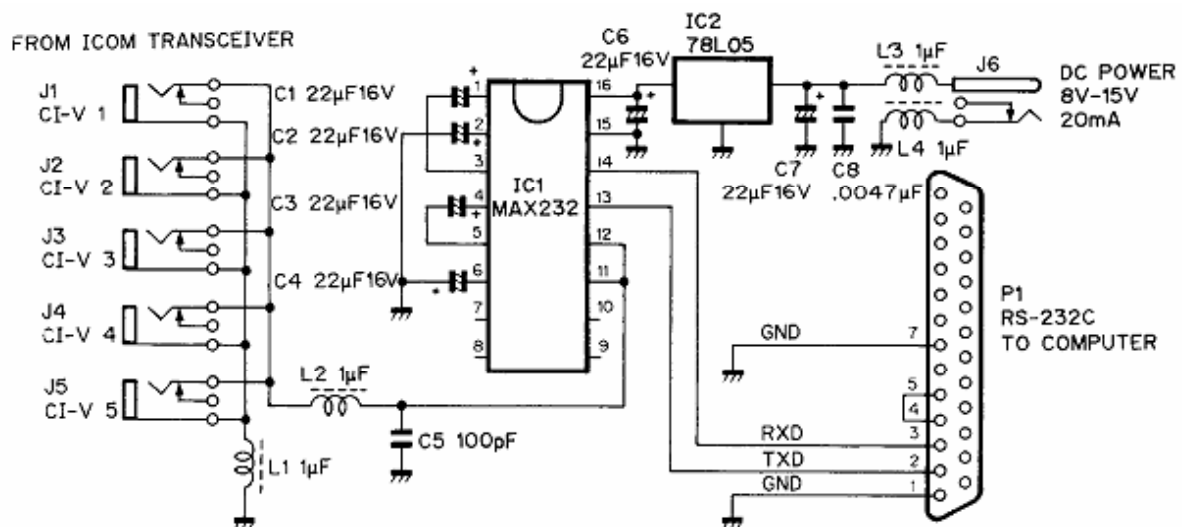 FROM ICOM TRANSCEIVER
J1
CI-V 1
J2
CI-V 2
J3
CI-V 3
J4
CI-V 4
J5
CI-V 5
C1 22µF16V
C2 22µF16V
C3 22µF16V
C4 22µF16V
L2 1µF
C5 100pF
L1 1µF
+
+
+
+
1
2
3
4
5
6
7
8
IC1
MAX232
16
15
14
13
12
11
10
9
C6
22µF16V
+
IC2
78L05
+
C7
22µF16V
C8
.0047µF
L3 1µF
L4 1µF
J6
DC POWER
8V-15V
20mA
GND
RXD
TXD
GND
7
5
4
3
2
1
P1
RS-232C
TO COMPUTER